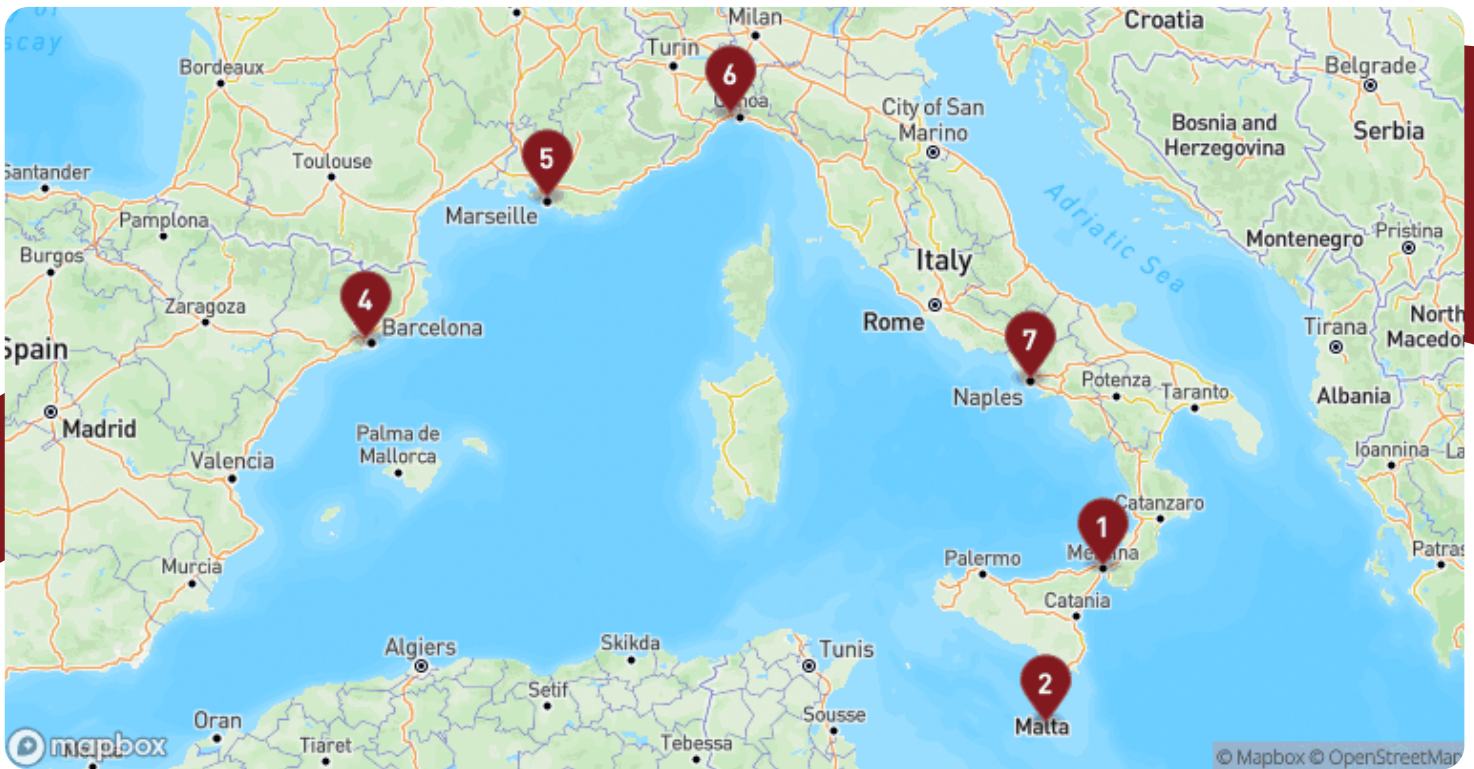 scay
Milan
Croatia
Turin
6
Bordeaux
Belgrade
City of San
Marino
Bosnia and
Herzegovina
Serbia
5
Toulouse
Santander
Marseille
Adriatic Sea
Pamplona
Montenegro
Pristina
Burgos
Italy
4
Zaragoza
Barcelona
Rome
North
Macedo
Tirana
7
Spain
Naples
Potenza
Taranto
Albania
Madrid
Palma de
Mallorca
Ioannina
La
Valencia
Catanzaro
1
Palermo
Patras
Murcia
Catania
Algiers
Skikda
Tunis
2
Setif
Malta
Oran
Sousse
mapbox
Tiaret
Tebessa
© Mapbox © OpenStreetMap